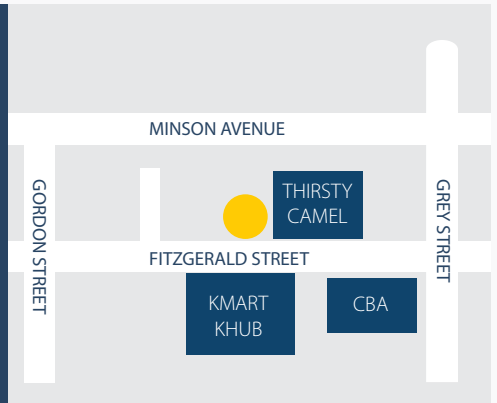 MINSON AVENUE
GORDON STREET
THIRSTY
CAMEL
GREY STREET
FITZGERALD STREET
KMART
KHUB
CBA